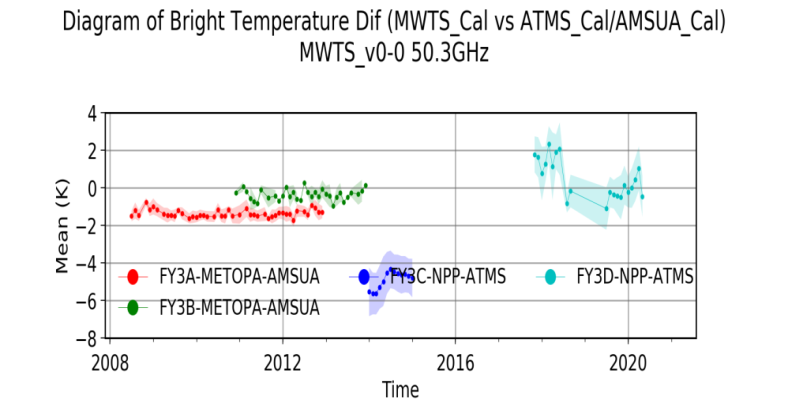 Diagram of Bright Temperature Dif (MWTS_Cal vs ATMS_Cal/AMSUA_Cal)
MWTS_v0-0 50.3GHz
4
2
0
−2
−4
−6
−8
Mean (K)
FY3A-METOPA-AMSUA
FY3C-NPP-ATMS
FY3D-NPP-ATMS
FY3B-METOPA-AMSUA
2008
2012
2016
2020
Time